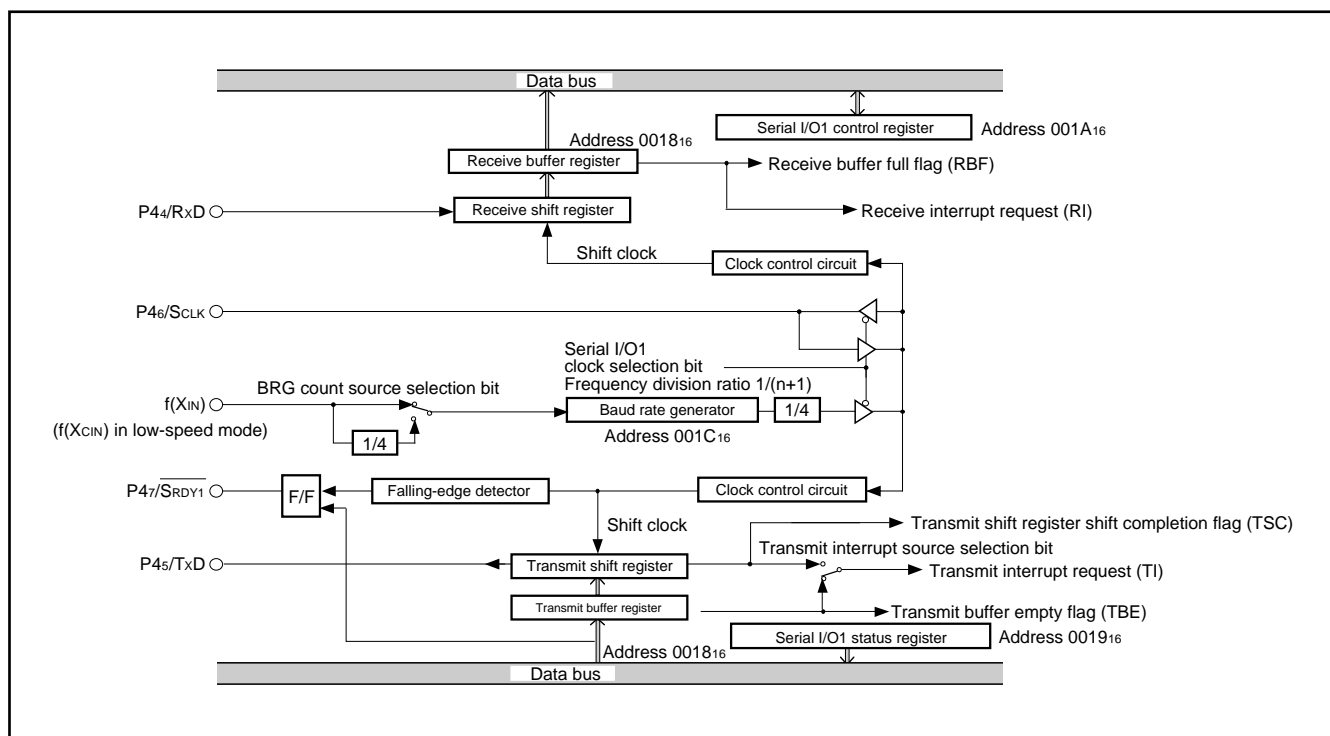 Data bus
Serial I/O1 control register
Address 001A16
Address 001816
Receive buffer register
Receive buffer full flag (RBF)
P44/RXD
Receive shift register
Receive interrupt request (RI)
Shift clock
Clock control circuit
P46/SCLK
Serial I/O1
clock selection bit
BRG count source selection bit
Frequency division ratio 1/(n+1)
f(XIN)
Baud rate generator
1/4
(f(XCIN) in low-speed mode)
1/4
Address 001C16
P47/SRDY1
F/F
Falling-edge detector
Clock control circuit
Shift clock
Transmit shift register shift completion flag (TSC)
Transmit interrupt source selection bit
P45/TXD
Transmit shift register
Transmit interrupt request (TI)
Transmit buffer register
Transmit buffer empty flag (TBE)
Serial I/O1 status register
Address 001916
Address 001816
Data bus